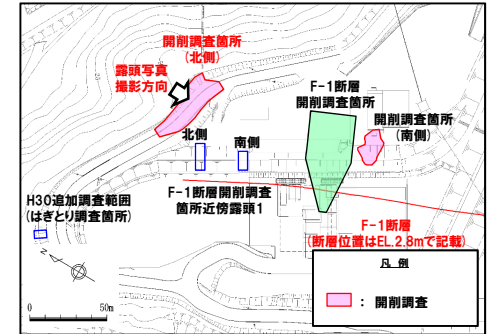 開削調査箇所
(北側)
露頭写真
撮影方向
F-1断層
開削調査箇所
開削調査箇所
(南側)
北側
南側
H30追加調査範囲
(はぎとり調査箇所)
F-1断層開削調査
箇所近傍露頭1
F-1断層
(断層位置はEL.2.8mで記載)
N
0
50m
凡 例
: 開削調査